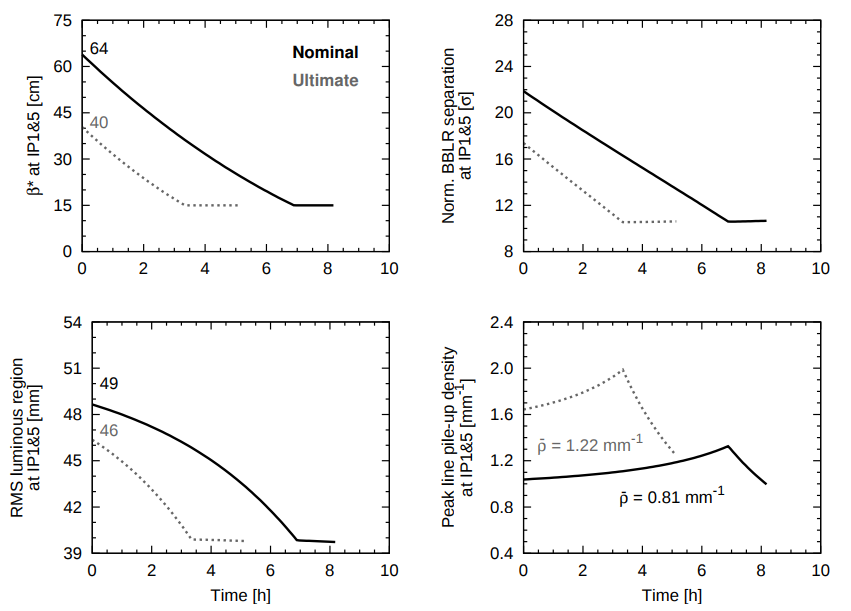 β* at IP1&5 [cm]
75
60
45
30
15
0
64
40
Nominal
Ultimate
0 2 4 6 8 10
Norm. BBLR separation
at IP1&5 [σ]
28
24
20
16
12
8
0 2 4 6 8 10
RMS luminous region
at IP1&5 [mm]
54
51
48
45
42
39
49
46
0 2 4 6 8 10
Time [h]
Peak line pile-up density
at IP1&5 [mm⁻¹]
2.4
2.0
1.6
1.2
0.8
0.4
ρ̄ = 1.22 mm⁻¹
ρ̄ = 0.81 mm⁻¹
0 2 4 6 8 10
Time [h]